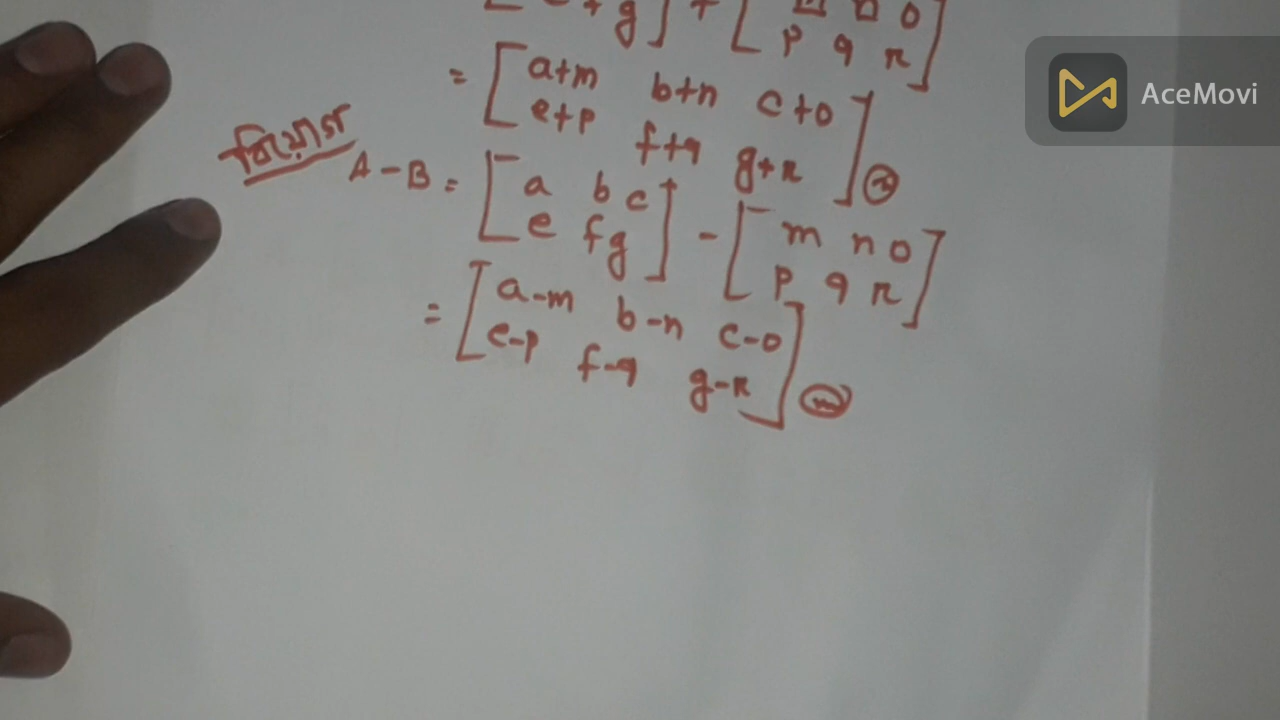 g] + [m n o
p q r]
= [a+m b+n c+o
e+p f+q g+r]
বিয়োগ A-B = [a b c
e f g] - [m n o
p q r]
= [a-m b-n c-o
e-p f-q g-r]
AceMovi